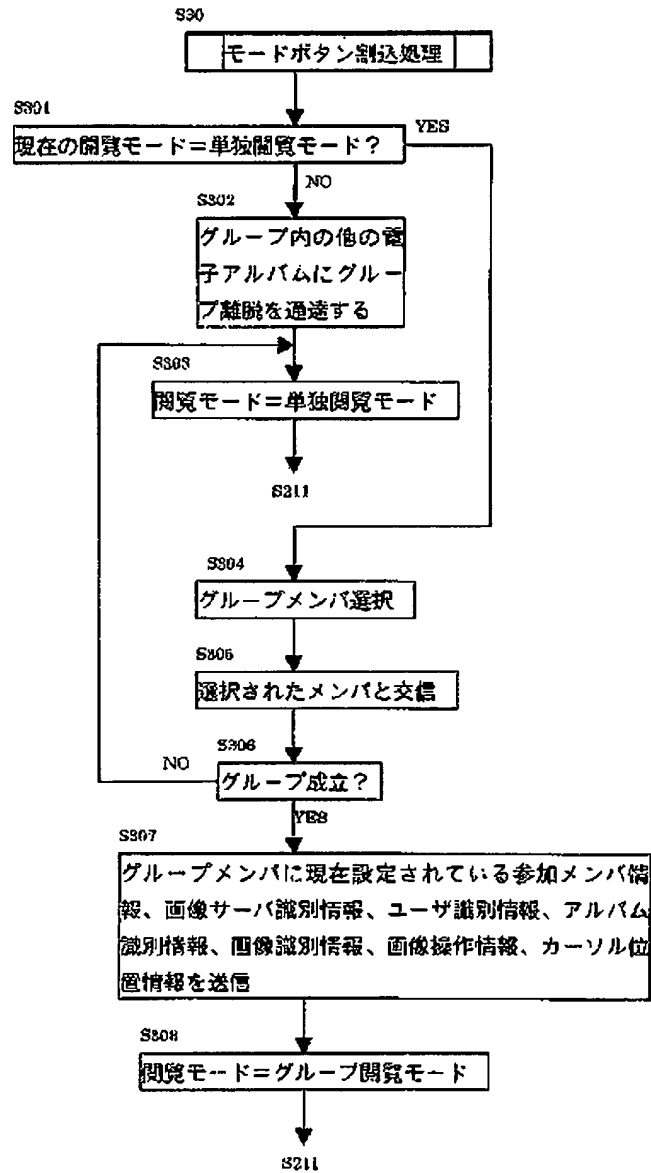 S30
モードボタン割込処理
S301
現在の閲覧モード＝単独閲覧モード？
YES
NO
S302
グループ内の他の電
子アルバムにグルー
プ離脱を通達する
S303
閲覧モード＝単独閲覧モード
S211
S304
グループメンバ選択
S305
選択されたメンバと交信
S306
NO
グループ成立？
YES
S307
グループメンバに現在設定されている参加メンバ情
報、画像サーバ識別情報、ユーザ識別情報、アルバム
識別情報、画像識別情報、画像操作情報、カーソル位
置情報を送信
S308
閲覧モード＝グループ閲覧モード
S211